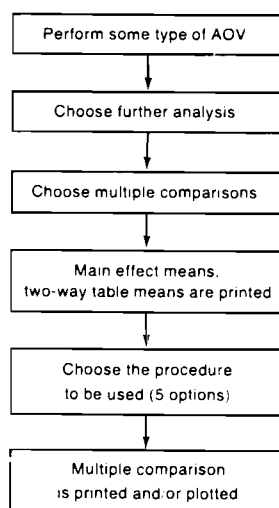 Perform some type of AOV
Choose further analysis
Choose multiple comparisons
Main effect means,
two-way table means are printed
Choose the procedure
to be used (5 options)
Multiple comparison
is printed and/or plotted